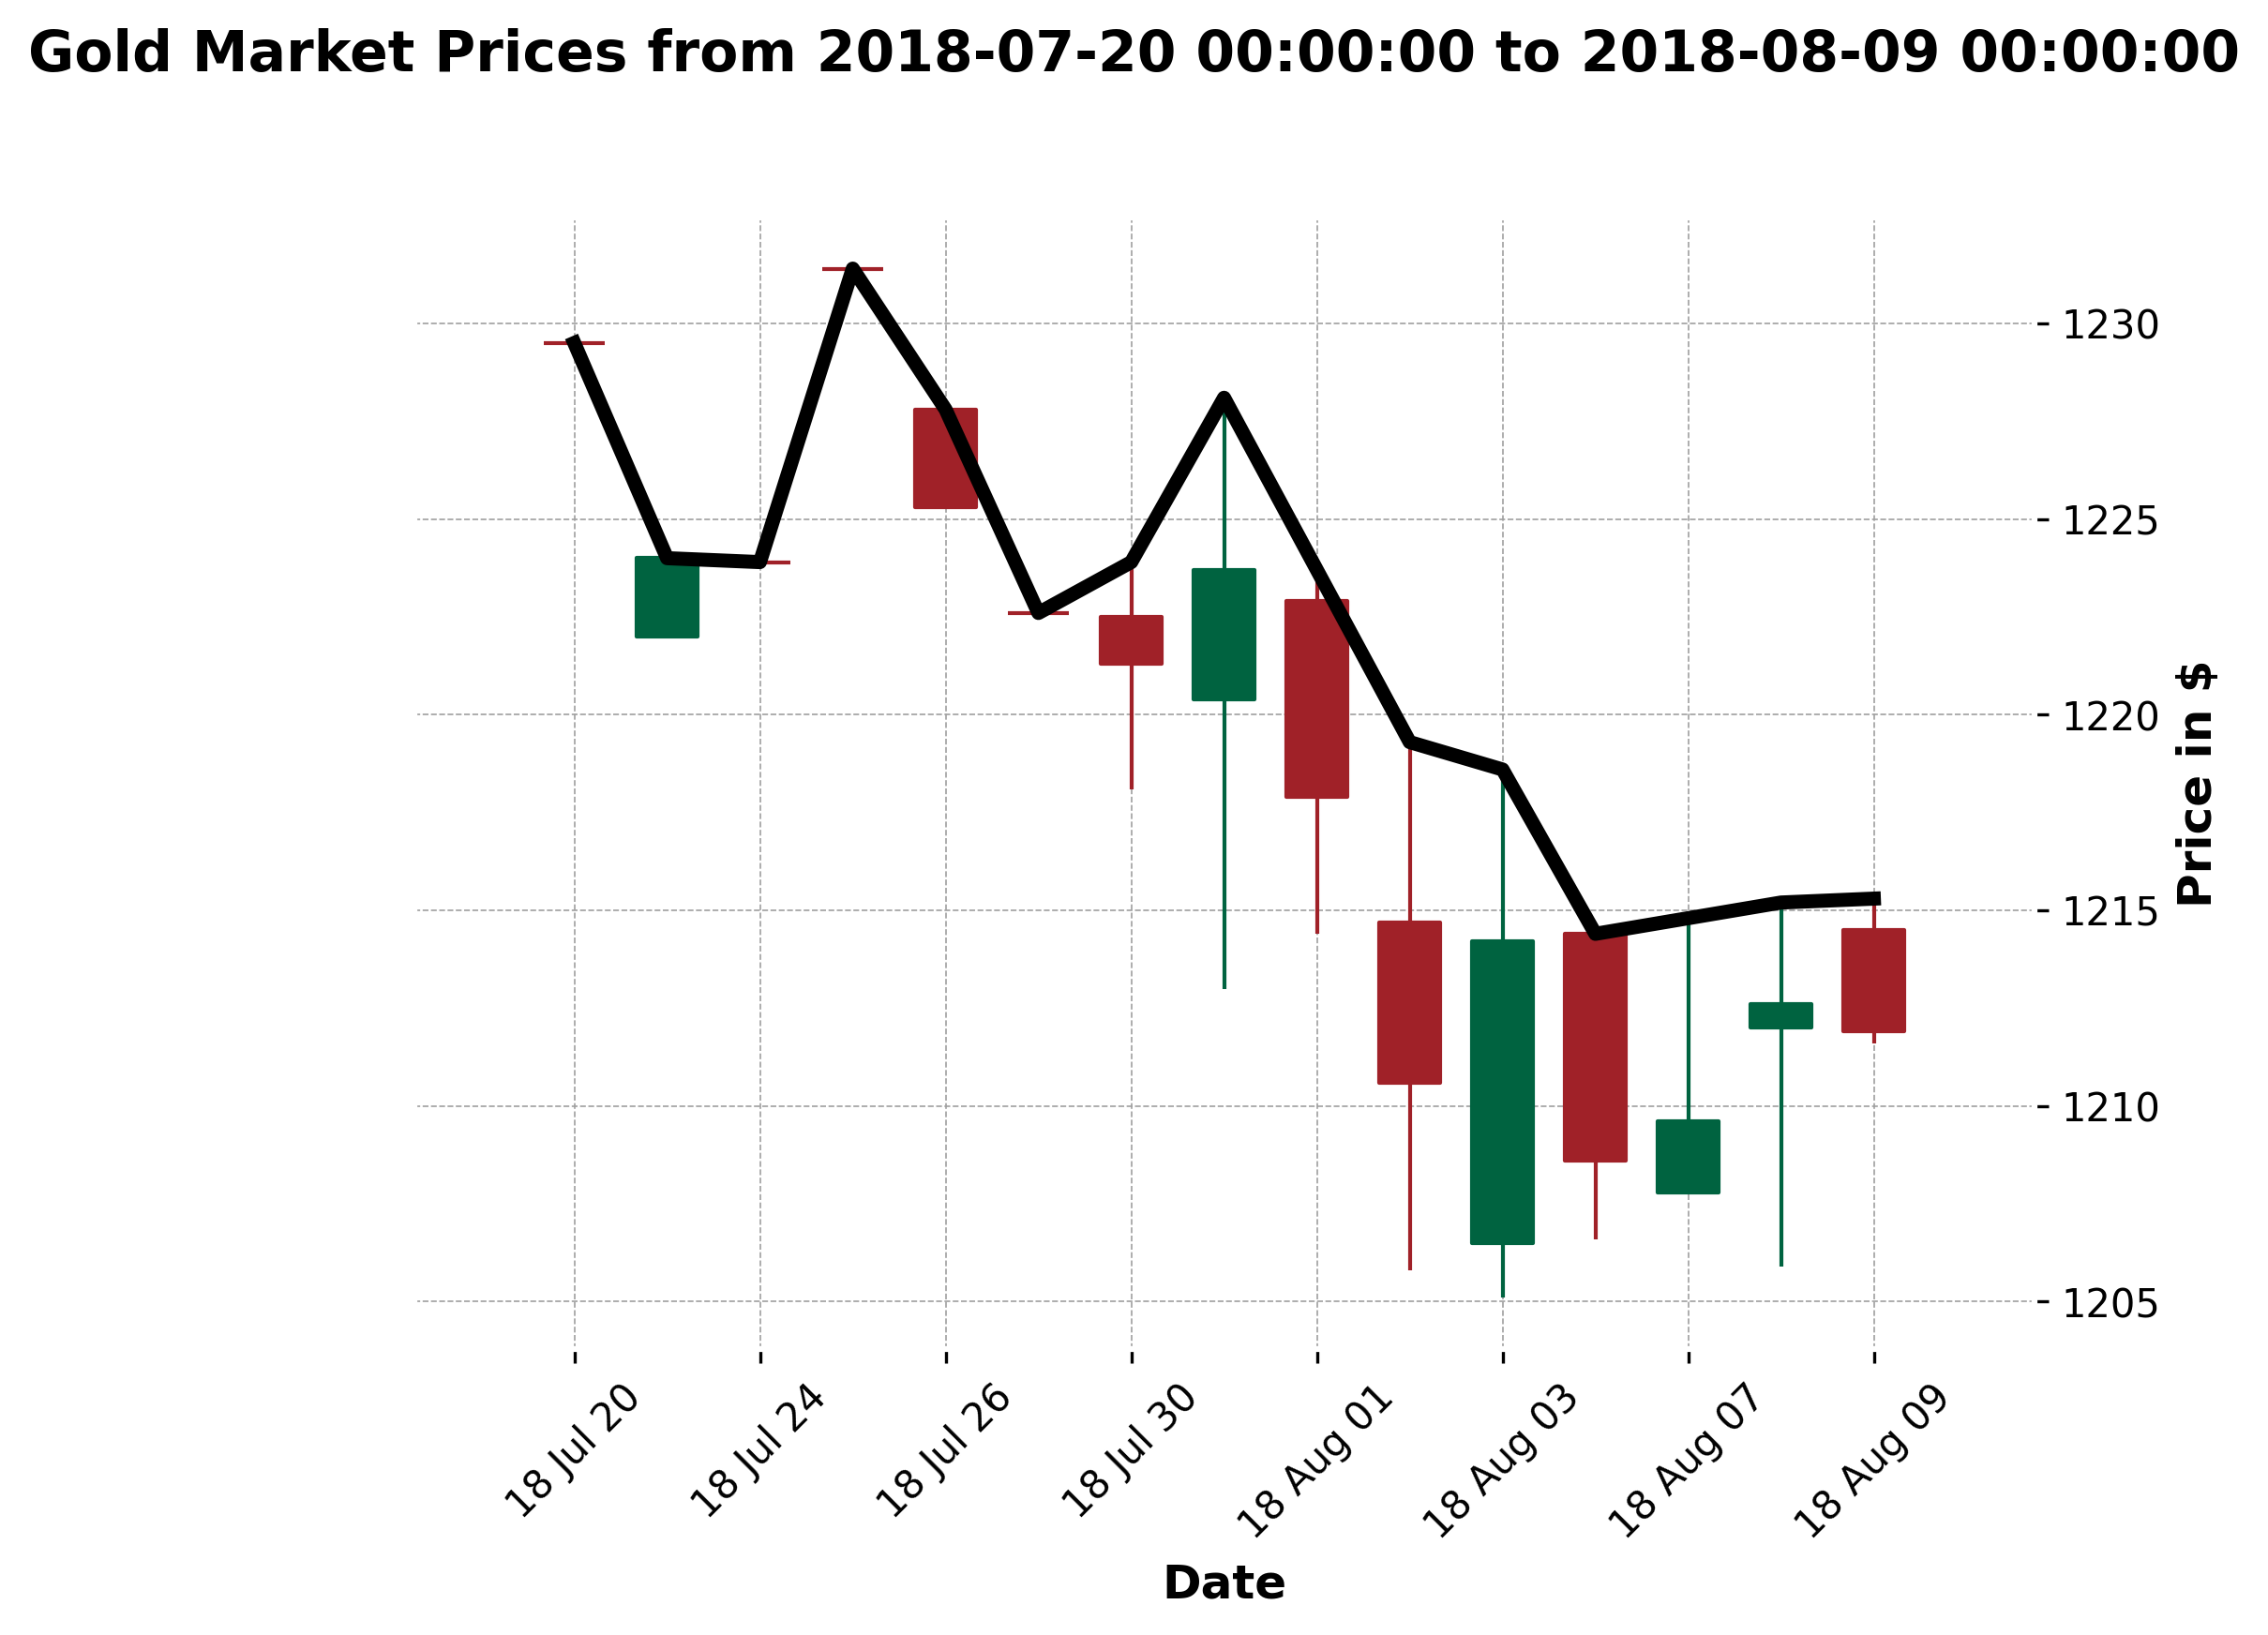 Gold Market Prices from 2018-07-20 00:00:00 to 2018-08-09 00:00:00
1230
1225
1220
1215
1210
1205
Price in $
18 Jul 20
18 Jul 24
18 Jul 26
18 Jul 30
18 Aug 01
18 Aug 03
18 Aug 07
18 Aug 09
Date